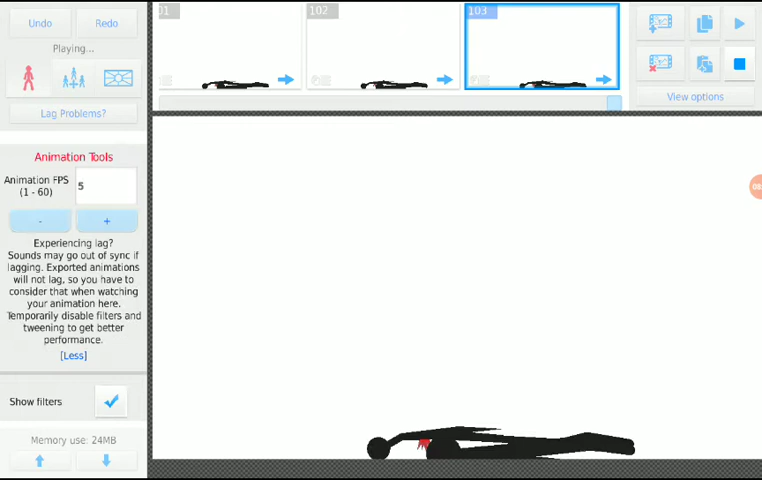 Undo
Redo
Playing...
Lag Problems?
Animation Tools
Animation FPS
(1 - 60)
5
-
+
Experiencing lag?
Sounds may go out of sync if
lagging. Exported animations
will not lag, so you have to
consider that when watching
your animation here.
Temporarily disable filters and
tweening to get better
performance.
[Less]
Show filters
Memory use: 24MB
102
103
View options